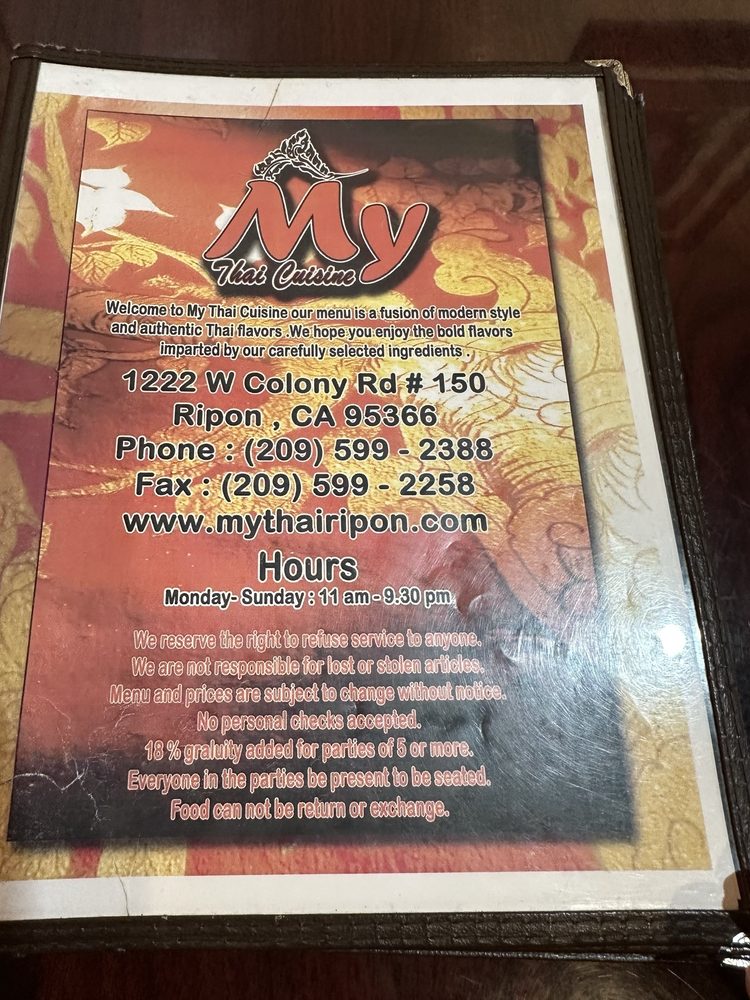 My
Thai Cuisine
Welcome to My Thai Cuisine our menu is a fusion of modern style
and authentic Thai flavors .We hope you enjoy the bold flavors
imparted by our carefully selected ingredients .
1222 W Colony Rd # 150
Ripon , CA 95366
Phone : (209) 599 - 2388
Fax : (209) 599 - 2258
www.mythairipon.com
Hours
Monday- Sunday : 11 am - 9.30 pm
We reserve the right to refuse service to anyone.
We are not responsible for lost or stolen articles.
Menu and prices are subject to change without notice.
No personal checks accepted.
18 % graluity added for parties of 5 or more.
Everyone in the parties be present to be seated.
Food can not be return or exchange.